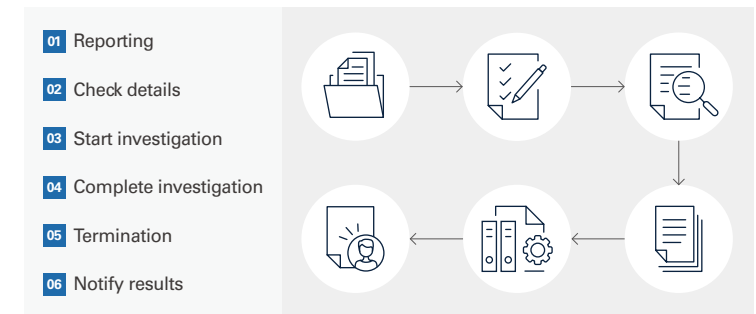 01 Reporting
02 Check details
03 Start investigation
04 Complete investigation
05 Termination
06 Notify results